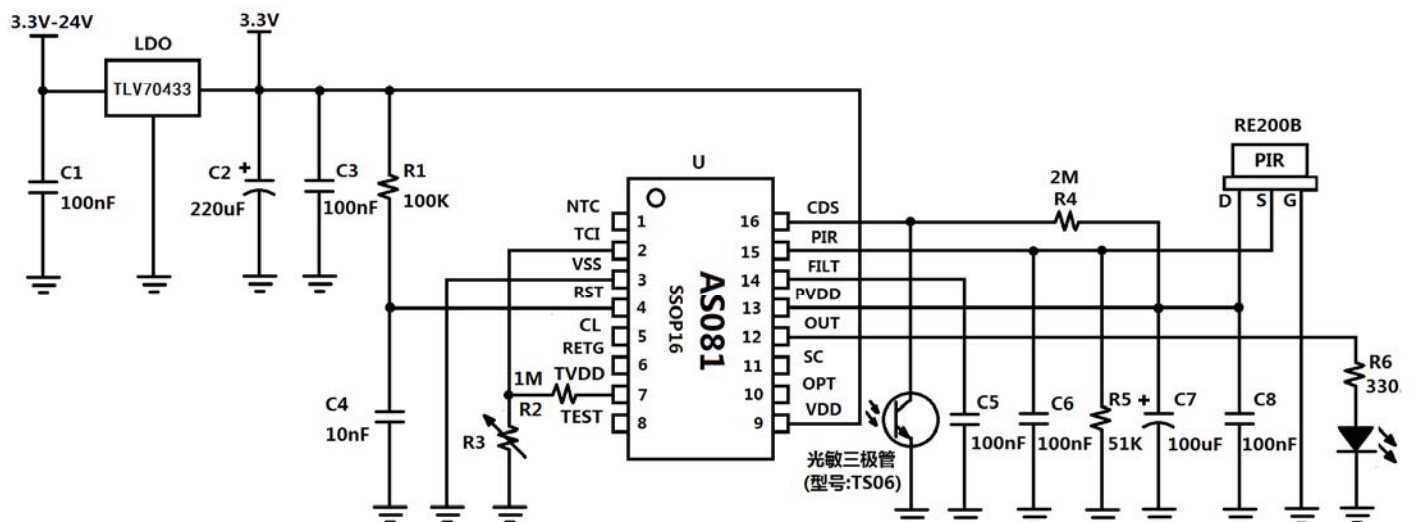 3.3V-24V
3.3V
LDO
TLV70433
C1
100nF
C2
+
220uF
C3
100nF
R1
100K
C4
10nF
U
NTC
TCI
VSS
RST
CL
RETG
TVDD
TEST
1
2
3
4
5
6
7
8
1M
R2
R3
AS081
SSOP16
16
15
14
13
12
11
10
9
CDS
PIR
FILT
PVDD
OUT
SC
OPT
VDD
2M
R4
RE200B
PIR
D
S
G
光敏三极管
(型号:TS06)
C5
100nF
C6
100nF
R5
51K
+
C7
100uF
C8
100nF
R6
330